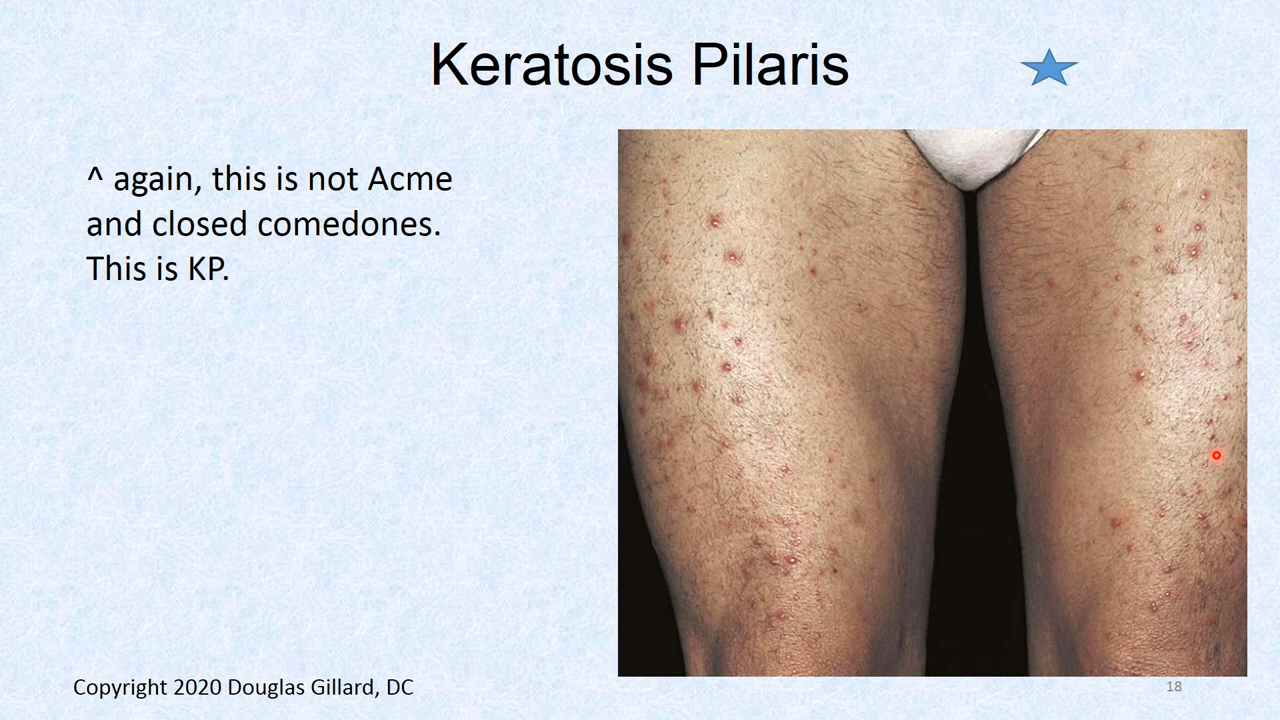 Keratosis Pilaris
^ again, this is not Acme
and closed comedones.
This is KP.
Copyright 2020 Douglas Gillard, DC
18